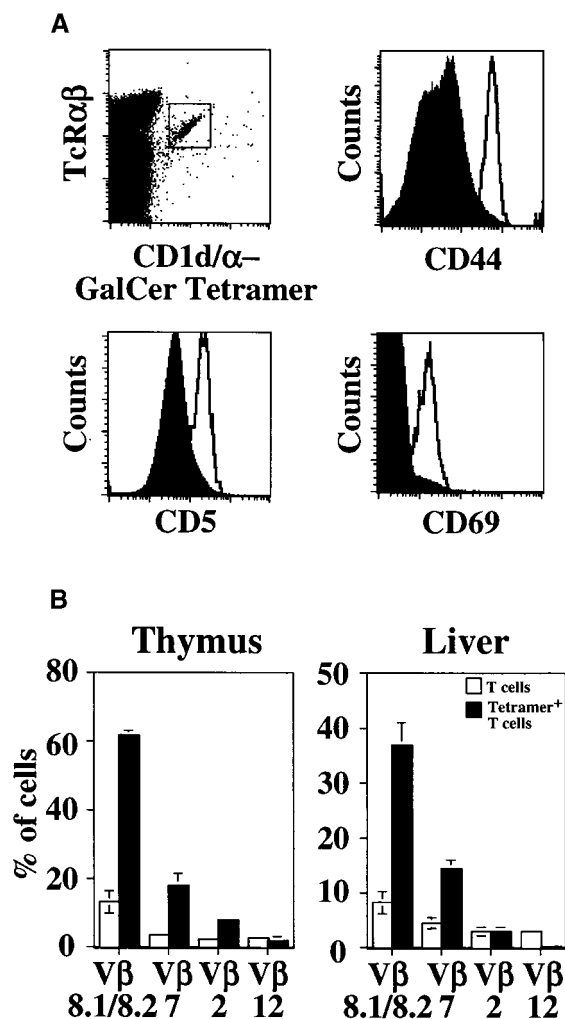 A
TcRαβ
CD1d/α–
GalCer Tetramer
Counts
CD44
Counts
CD5
Counts
CD69
B
Thymus
% of cells
80
60
40
20
0
Vβ Vβ Vβ Vβ
8.1/8.2 7 2 12
Liver
50
40
30
20
10
0
T cells
Tetramer+
T cells
Vβ Vβ Vβ Vβ
8.1/8.2 7 2 12